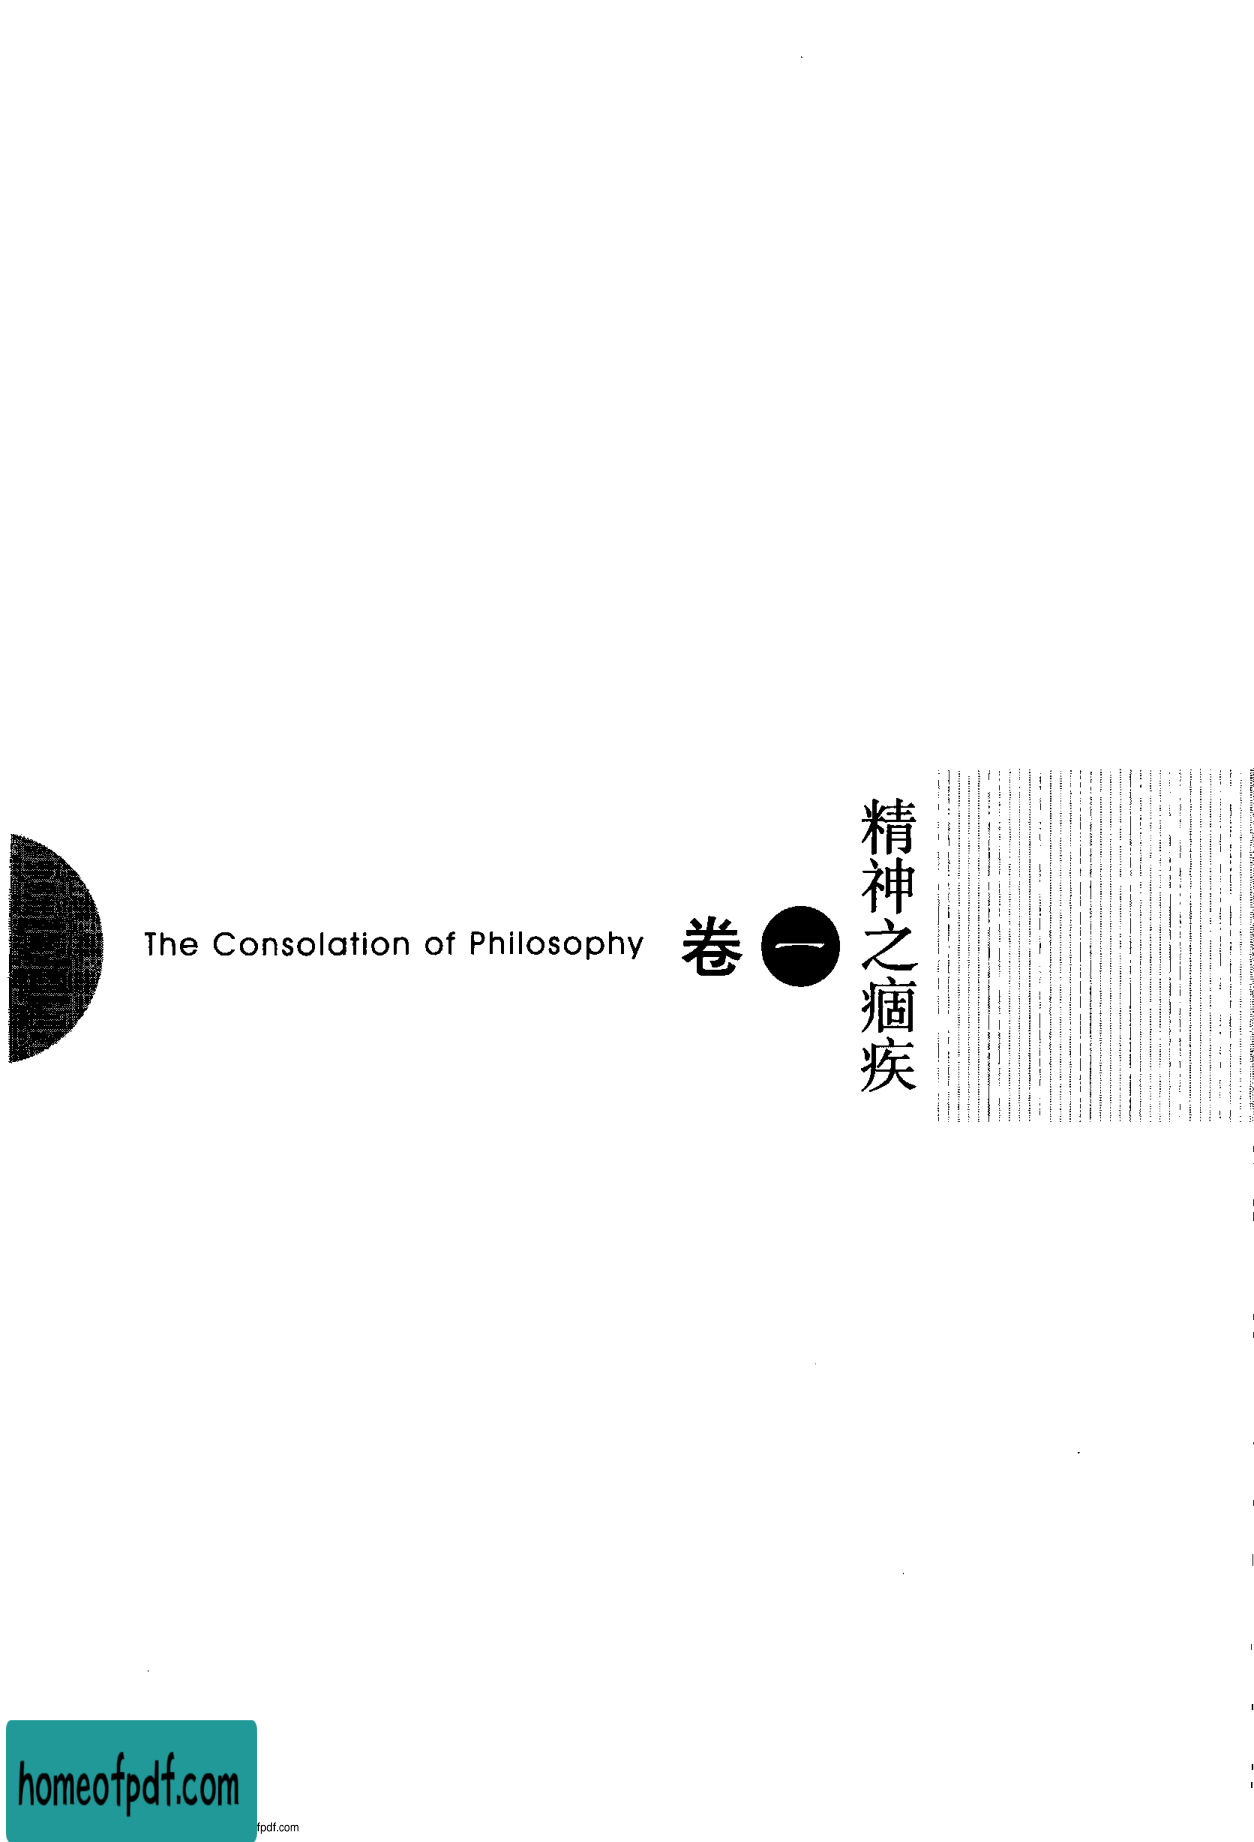 The Consolation of Philosophy
卷一
精神之痼疾
homeofpdf.com
fpdf.com